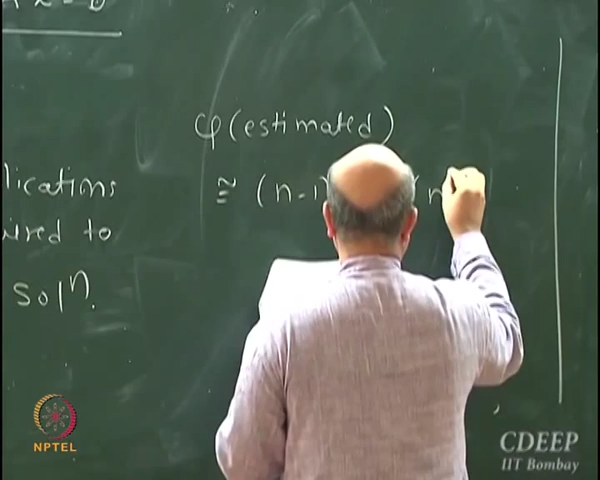 φ (estimated)
lications
≅ (n-1) (n
ired to
solⁿ.
NPTEL
CDEEP
IIT Bombay